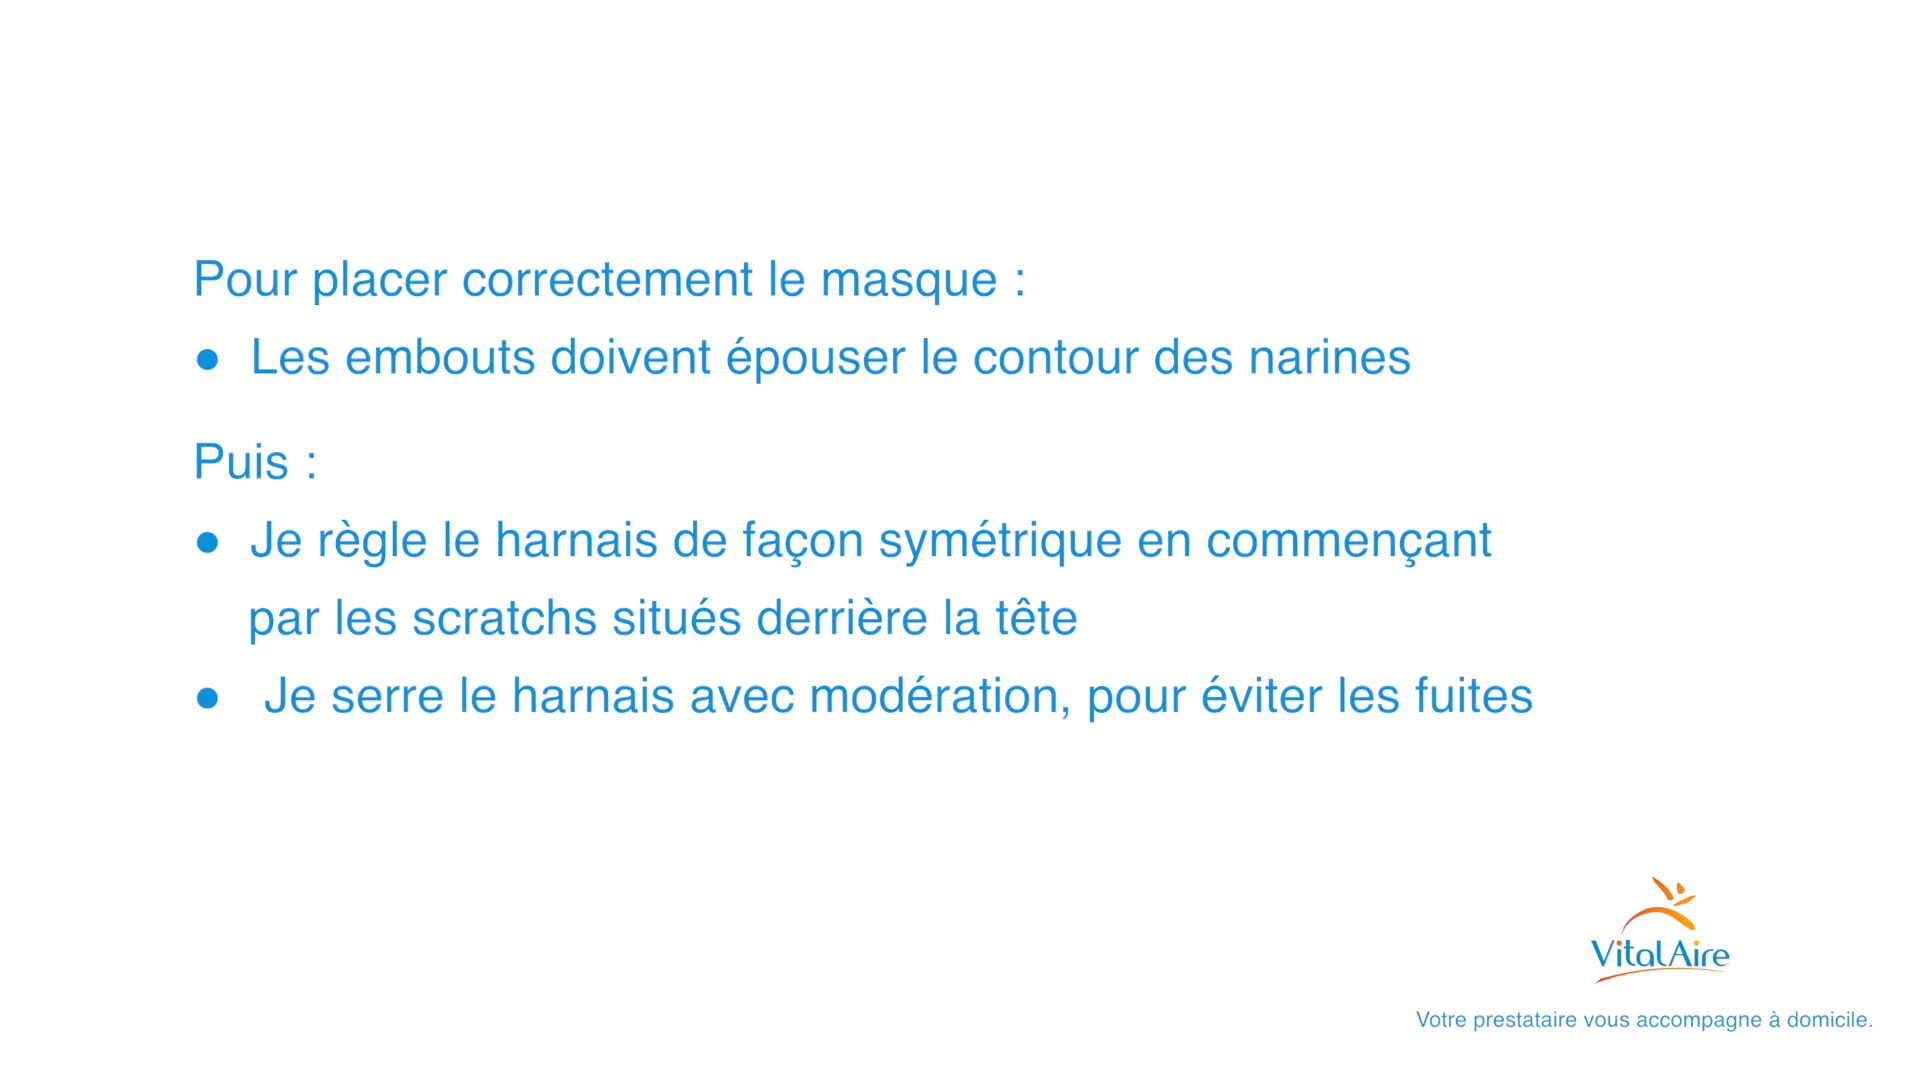 Pour placer correctement le masque :
● Les embouts doivent épouser le contour des narines
Puis :
● Je règle le harnais de façon symétrique en commençant
par les scratchs situés derrière la tête
● Je serre le harnais avec modération, pour éviter les fuites
VitalAire
Votre prestataire vous accompagne à domicile.